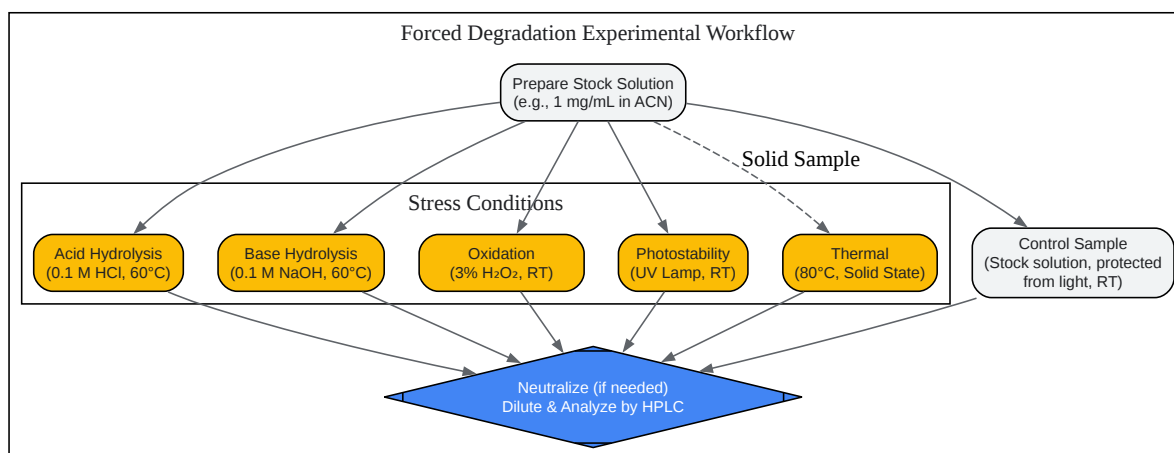 Forced Degradation Experimental Workflow
Prepare Stock Solution
(e.g., 1 mg/mL in ACN)
Solid Sample
Stress Conditions
Acid Hydrolysis
(0.1 M HCl, 60°C)
Base Hydrolysis
(0.1 M NaOH, 60°C)
Oxidation
(3% H₂O₂, RT)
Photostability
(UV Lamp, RT)
Thermal
(80°C, Solid State)
Control Sample
(Stock solution, protected
from light, RT)
Neutralize (if needed)
Dilute & Analyze by HPLC